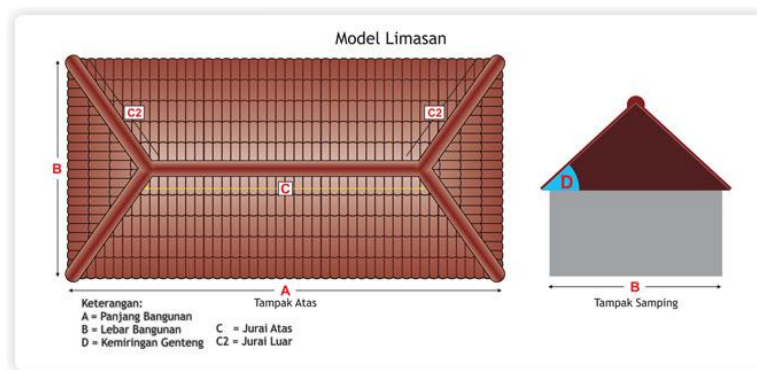 Model Limasan
C2
C2
B
C
D
A
Tampak Atas
B
Tampak Samping
Keterangan:
A = Panjang Bangunan
B = Lebar Bangunan
D = Kemiringan Genteng
C = Jurai Atas
C2 = Jurai Luar